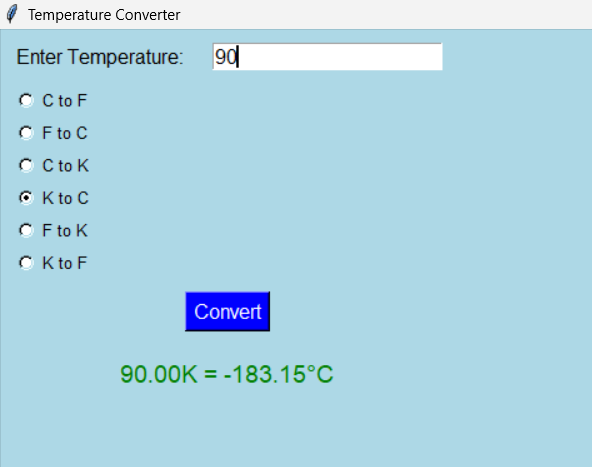 Temperature Converter
Enter Temperature: 90
C to F
F to C
C to K
K to C
F to K
K to F
Convert
90.00K = -183.15°C